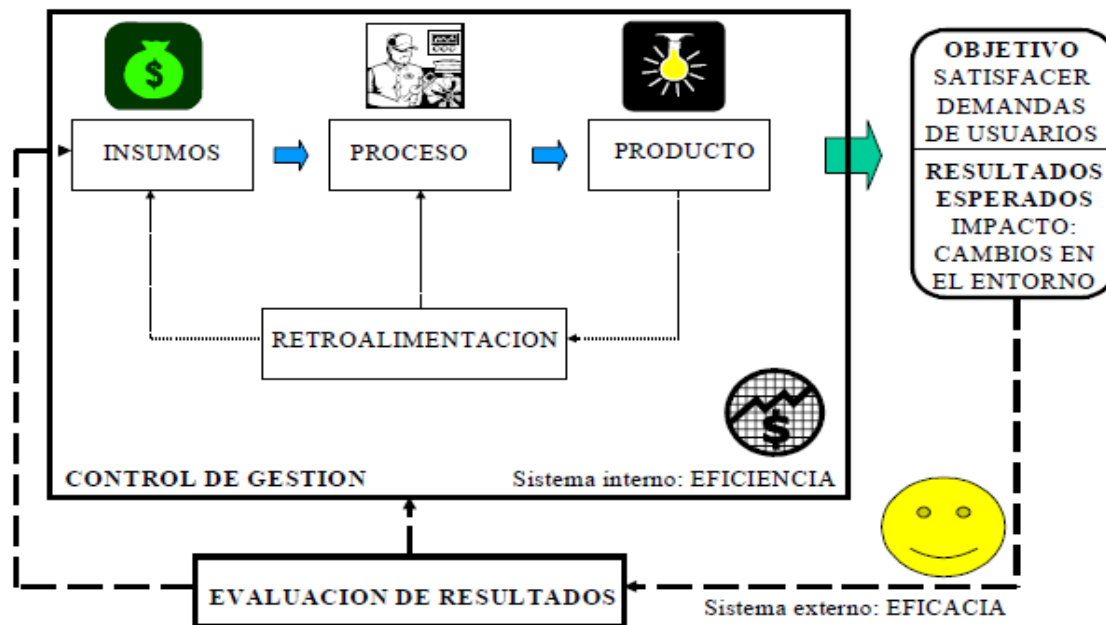 $
INSUMOS
PROCESO
PRODUCTO
OBJETIVO
SATISFACER
DEMANDAS
DE USUARIOS
RESULTADOS
ESPERADOS
IMPACTO:
CAMBIOS EN
EL ENTORNO
RETROALIMENTACION
$
CONTROL DE GESTION
Sistema interno: EFICIENCIA
EVALUACION DE RESULTADOS
Sistema externo: EFICACIA